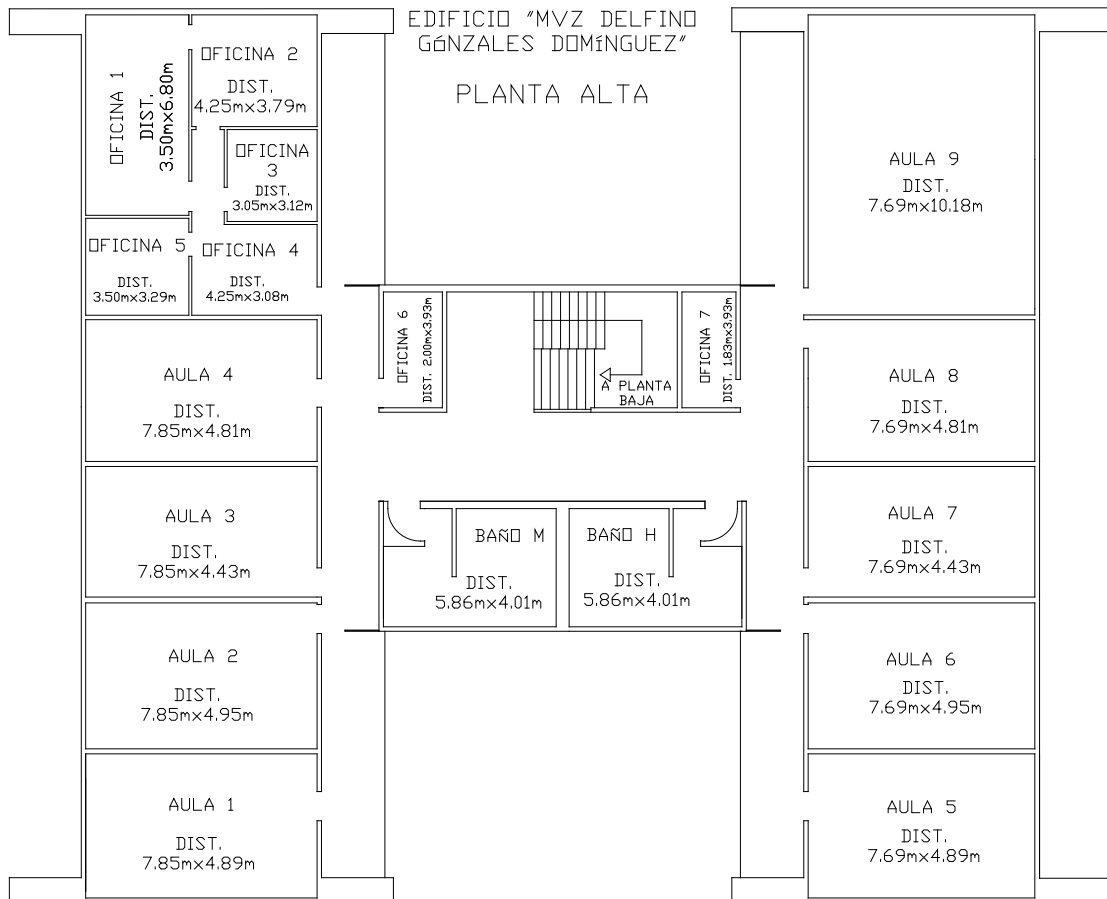 EDIFICIO "MVZ DELFINO
GóNZALES DOMíNGUEZ"
PLANTA ALTA
OFICINA 1
DIST.
3.50mx6.80m
OFICINA 2
DIST.
4.25mx3.79m
OFICINA
3
DIST.
3.05mx3.12m
OFICINA 5
DIST.
3.50mx3.29m
OFICINA 4
DIST.
4.25mx3.08m
AULA 9
DIST.
7.69mx10.18m
OFICINA 6
DIST. 2.00mx3.93m
A PLANTA
BAJA
OFICINA 7
DIST. 1.83mx3.93m
AULA 4
DIST.
7.85mx4.81m
AULA 8
DIST.
7.69mx4.81m
AULA 3
DIST.
7.85mx4.43m
BAñO M
DIST.
5.86mx4.01m
BAñO H
DIST.
5.86mx4.01m
AULA 7
DIST.
7.69mx4.43m
AULA 2
DIST.
7.85mx4.95m
AULA 6
DIST.
7.69mx4.95m
AULA 1
DIST.
7.85mx4.89m
AULA 5
DIST.
7.69mx4.89m